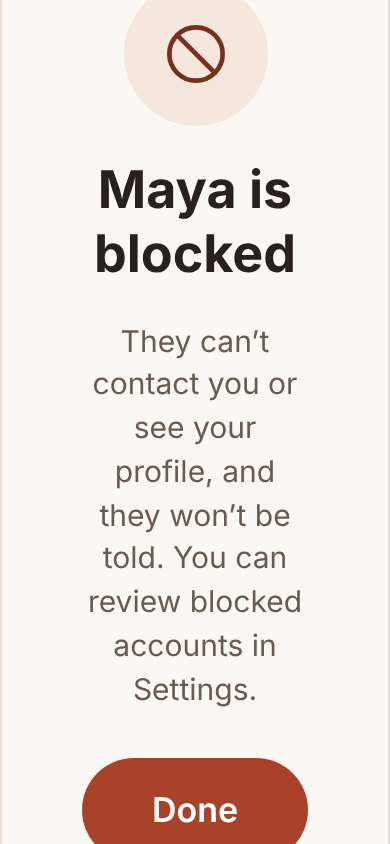 Maya is
blocked
They can’t
contact you or
see your
profile, and
they won’t be
told. You can
review blocked
accounts in
Settings.
Done